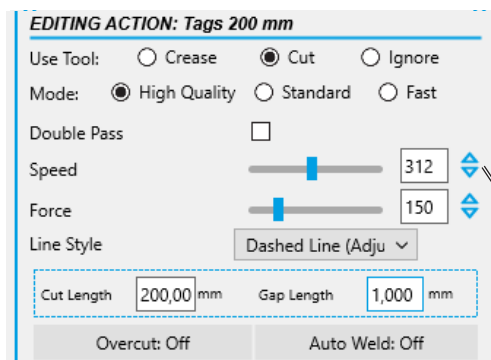 EDITING ACTION: Tags 200 mm
Use Tool: Crease Cut Ignore
Mode: High Quality Standard Fast
Double Pass
Speed 312
Force 150
Line Style Dashed Line (Adju
Cut Length 200,00 mm Gap Length 1,000 mm
Overcut: Off Auto Weld: Off